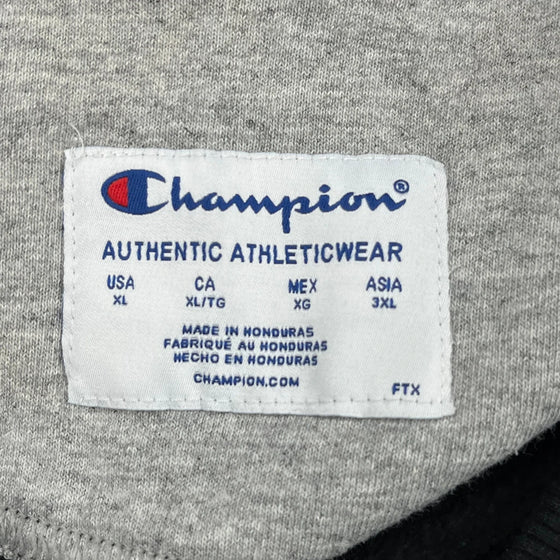 Champion®
AUTHENTIC ATHLETICWEAR
USA CA MEX ASIA
XL XL/TG XG 3XL
MADE IN HONDURAS
FABRIQUÉ AU HONDURAS
HECHO EN HONDURAS
CHAMPION.COM
FTX